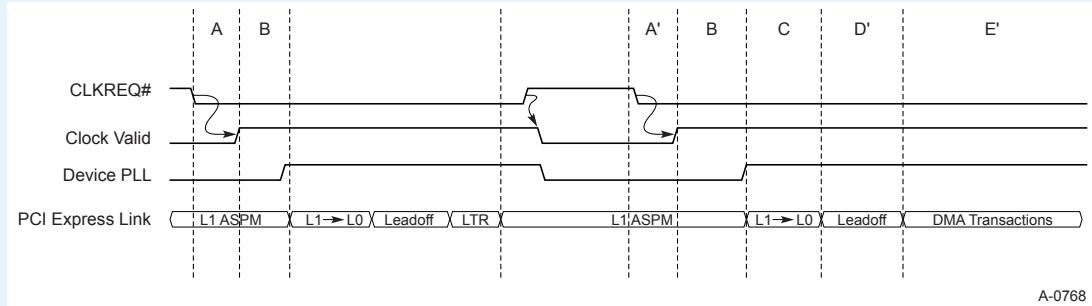 A B A' B C D' E'
CLKREQ#
Clock Valid
Device PLL
PCI Express Link L1 ASPM L1→L0 Leadoff LTR L1 ASPM L1→L0 Leadoff DMA Transactions
A-0768